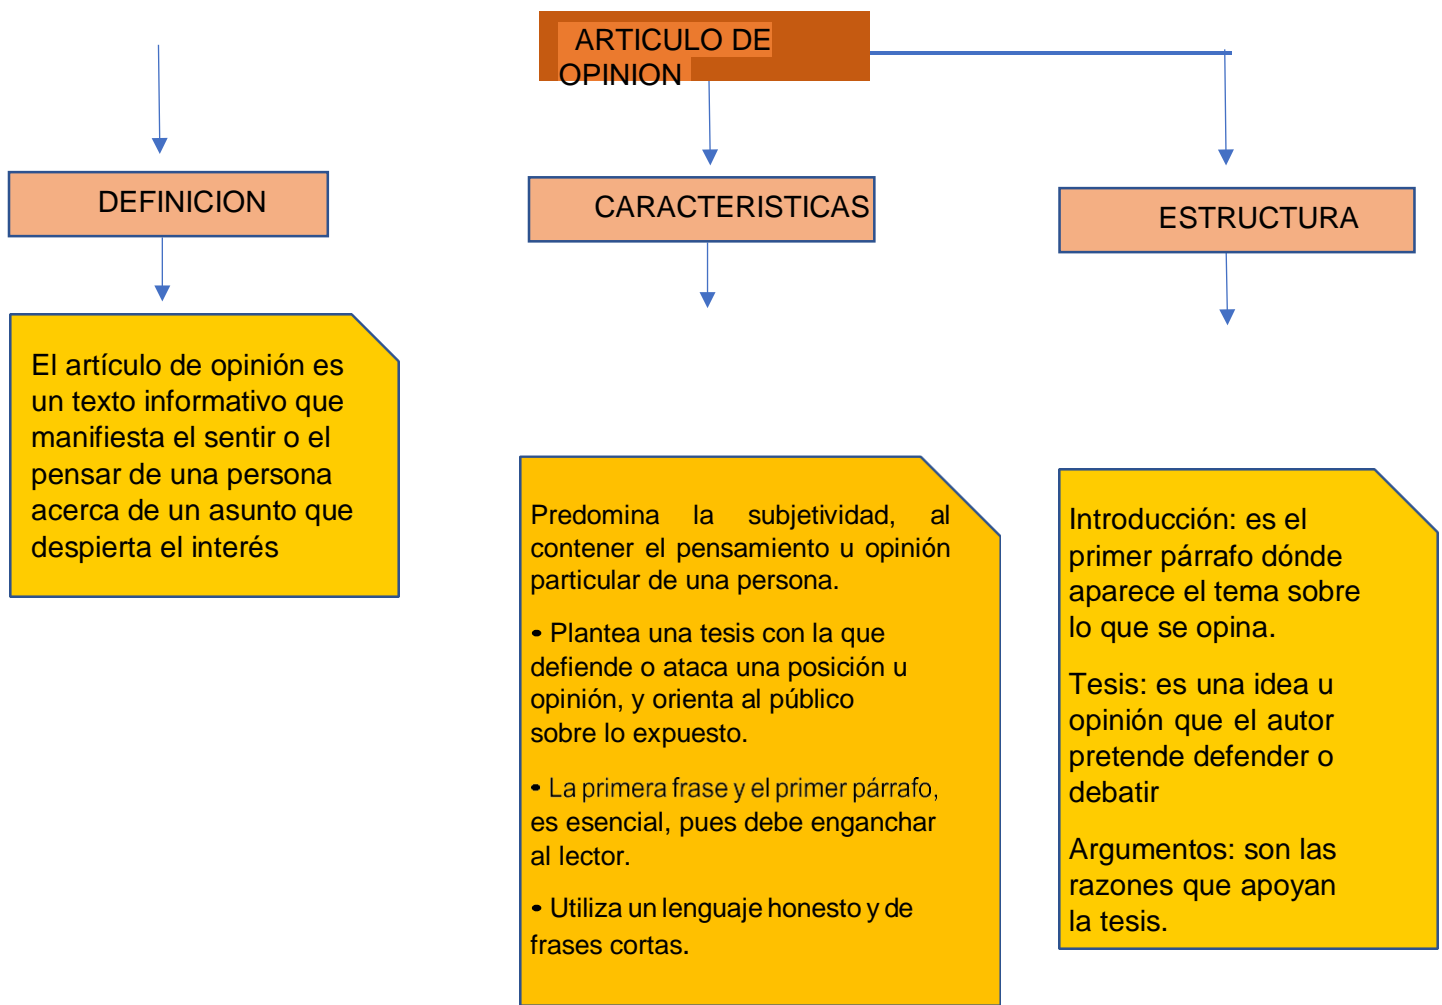 ARTICULO DE
OPINION
DEFINICION
CARACTERISTICAS
ESTRUCTURA
El artículo de opinión es
un texto informativo que
manifiesta el sentir o el
pensar de una persona
acerca de un asunto que
despierta el interés
Predomina la subjetividad, al
contener el pensamiento u opinión
particular de una persona.
• Plantea una tesis con la que
defiende o ataca una posición u
opinión, y orienta al público
sobre lo expuesto.
• La primera frase y el primer párrafo,
es esencial, pues debe enganchar
al lector.
• Utiliza un lenguaje honesto y de
frases cortas.
Introducción: es el
primer párrafo dónde
aparece el tema sobre
lo que se opina.
Tesis: es una idea u
opinión que el autor
pretende defender o
debatir
Argumentos: son las
razones que apoyan
la tesis.